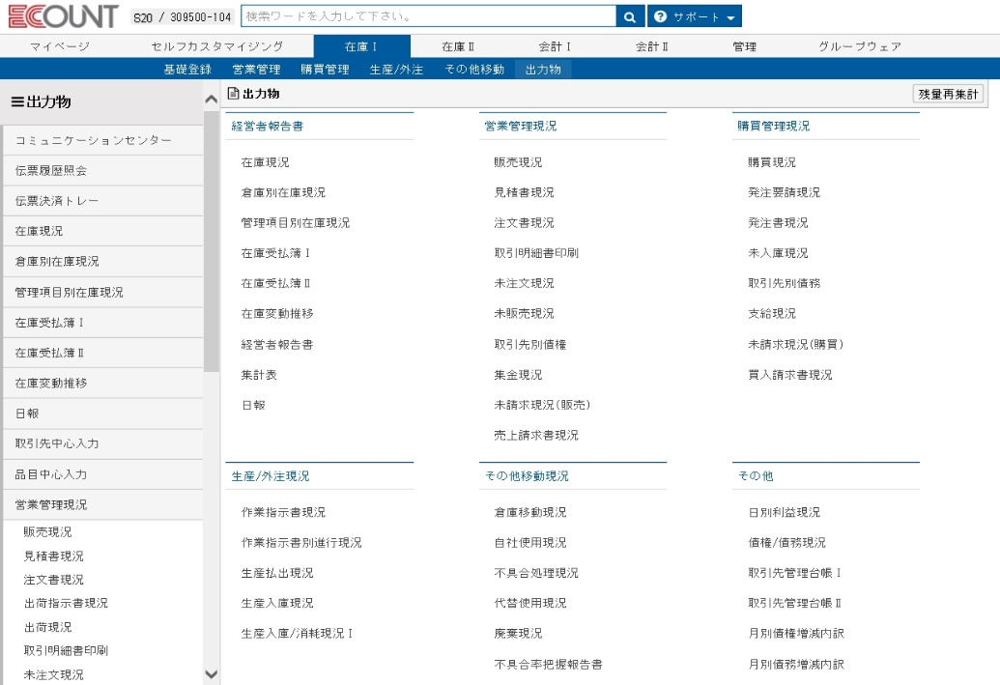 ECOUNT S20 / 309500-104 検索ワードを入力して下さい。 サポート
マイページ セルフカスタマイジング 在庫Ⅰ 在庫Ⅱ 会計Ⅰ 会計Ⅱ 管理 グループウェア
基礎登録 営業管理 購買管理 生産/外注 その他移動 出力物
出力物
コミュニケーションセンター
伝票履歴照会
伝票決済トレー
在庫現況
倉庫別在庫現況
管理項目別在庫現況
在庫受払簿Ⅰ
在庫受払簿Ⅱ
在庫変動推移
日報
取引先中心入力
品目中心入力
営業管理現況
販売現況
見積書現況
注文書現況
出荷指示書現況
出荷現況
取引明細書印刷
未注文現況
出力物 残量再集計
経営者報告書
在庫現況
倉庫別在庫現況
管理項目別在庫現況
在庫受払簿Ⅰ
在庫受払簿Ⅱ
在庫変動推移
経営者報告書
集計表
日報
営業管理現況
販売現況
見積書現況
注文書現況
取引明細書印刷
未注文現況
未販売現況
取引先別債権
集金現況
未請求現況(販売)
売上請求書現況
購買管理現況
購買現況
発注要請現況
発注書現況
未入庫現況
取引先別債務
支給現況
未請求現況(購買)
買入請求書現況
生産/外注現況
作業指示書現況
作業指示書別進行現況
生産払出現況
生産入庫現況
生産入庫/消耗現況Ⅰ
その他移動現況
倉庫移動現況
自社使用現況
不具合処理現況
代替使用現況
廃棄現況
不具合率把握報告書
その他
日別利益現況
債権/債務現況
取引先管理台帳Ⅰ
取引先管理台帳Ⅱ
月別債権増減内訳
月別債務増減内訳